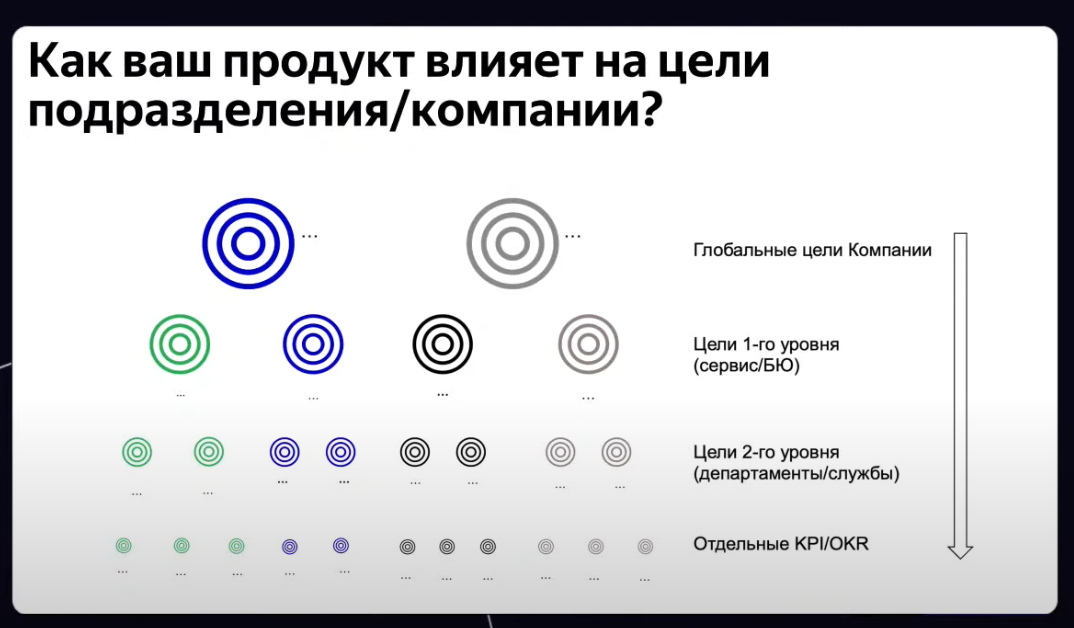 Как ваш продукт влияет на цели
подразделения/компании?
... ...
Глобальные цели Компании
Цели 1-го уровня
(сервис/БЮ)
... ... ... ...
Цели 2-го уровня
(департаменты/службы)
... ... ... ... ... ... ... ...
Отдельные KPI/OKR
... ... ... ... ... ... ... ... ... ... ...